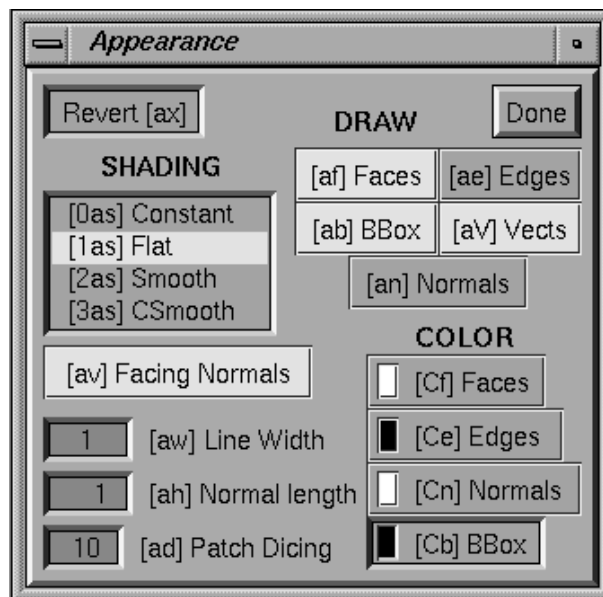 Appearance
Revert [ax]
Done
DRAW
SHADING
[af] Faces
[ae] Edges
[ab] BBox
[aV] Vects
[an] Normals
[0as] Constant
[1as] Flat
[2as] Smooth
[3as] CSmooth
[av] Facing Normals
COLOR
[Cf] Faces
[Ce] Edges
[Cn] Normals
[Cb] BBox
1 [aw] Line Width
1 [ah] Normal length
10 [ad] Patch Dicing